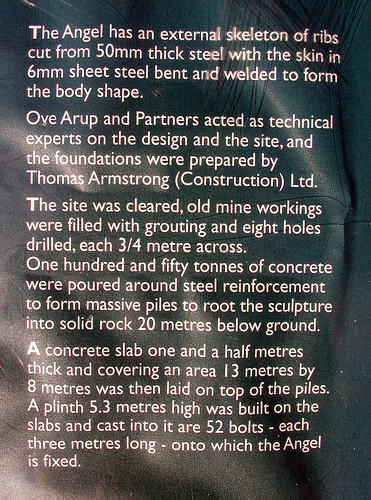 The Angel has an external skeleton of ribs
cut from 50mm thick steel with the skin in
6mm sheet steel bent and welded to form
the body shape.
Ove Arup and Partners acted as technical
experts on the design and the site, and
the foundations were prepared by
Thomas Armstrong (Construction) Ltd.
The site was cleared, old mine workings
were filled with grouting and eight holes
drilled, each 3/4 metre across.
One hundred and fifty tonnes of concrete
were poured around steel reinforcement
to form massive piles to root the sculpture
into solid rock 20 metres below ground.
A concrete slab one and a half metres
thick and covering an area 13 metres by
8 metres was then laid on top of the piles.
A plinth 5.3 metres high was built on the
slabs and cast into it are 52 bolts - each
three metres long - onto which the Angel
is fixed.